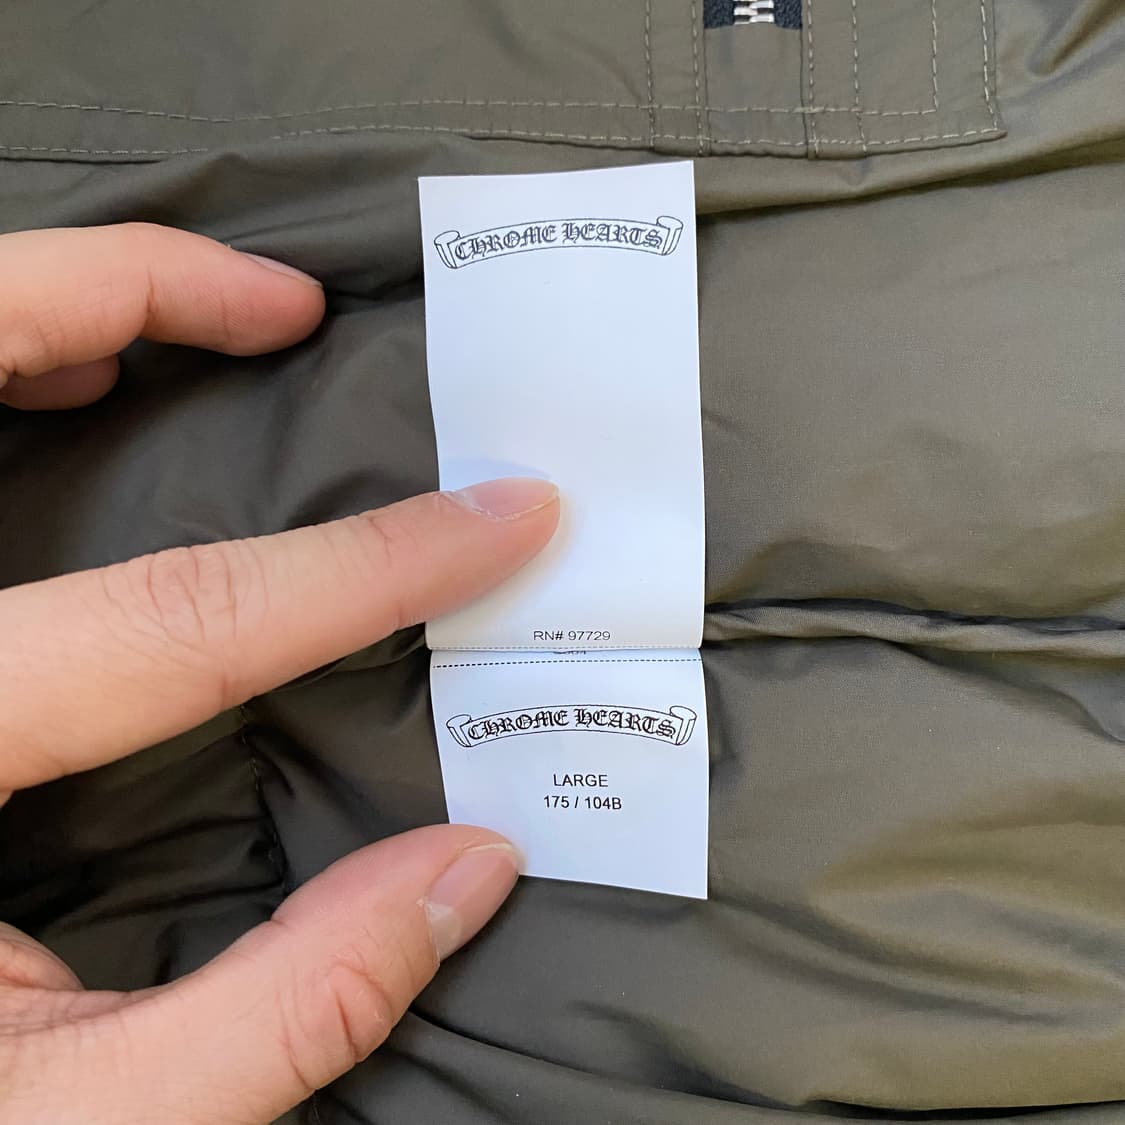 CHROME HEARTS
RN# 97729
CHROME HEARTS
LARGE
175 / 104B